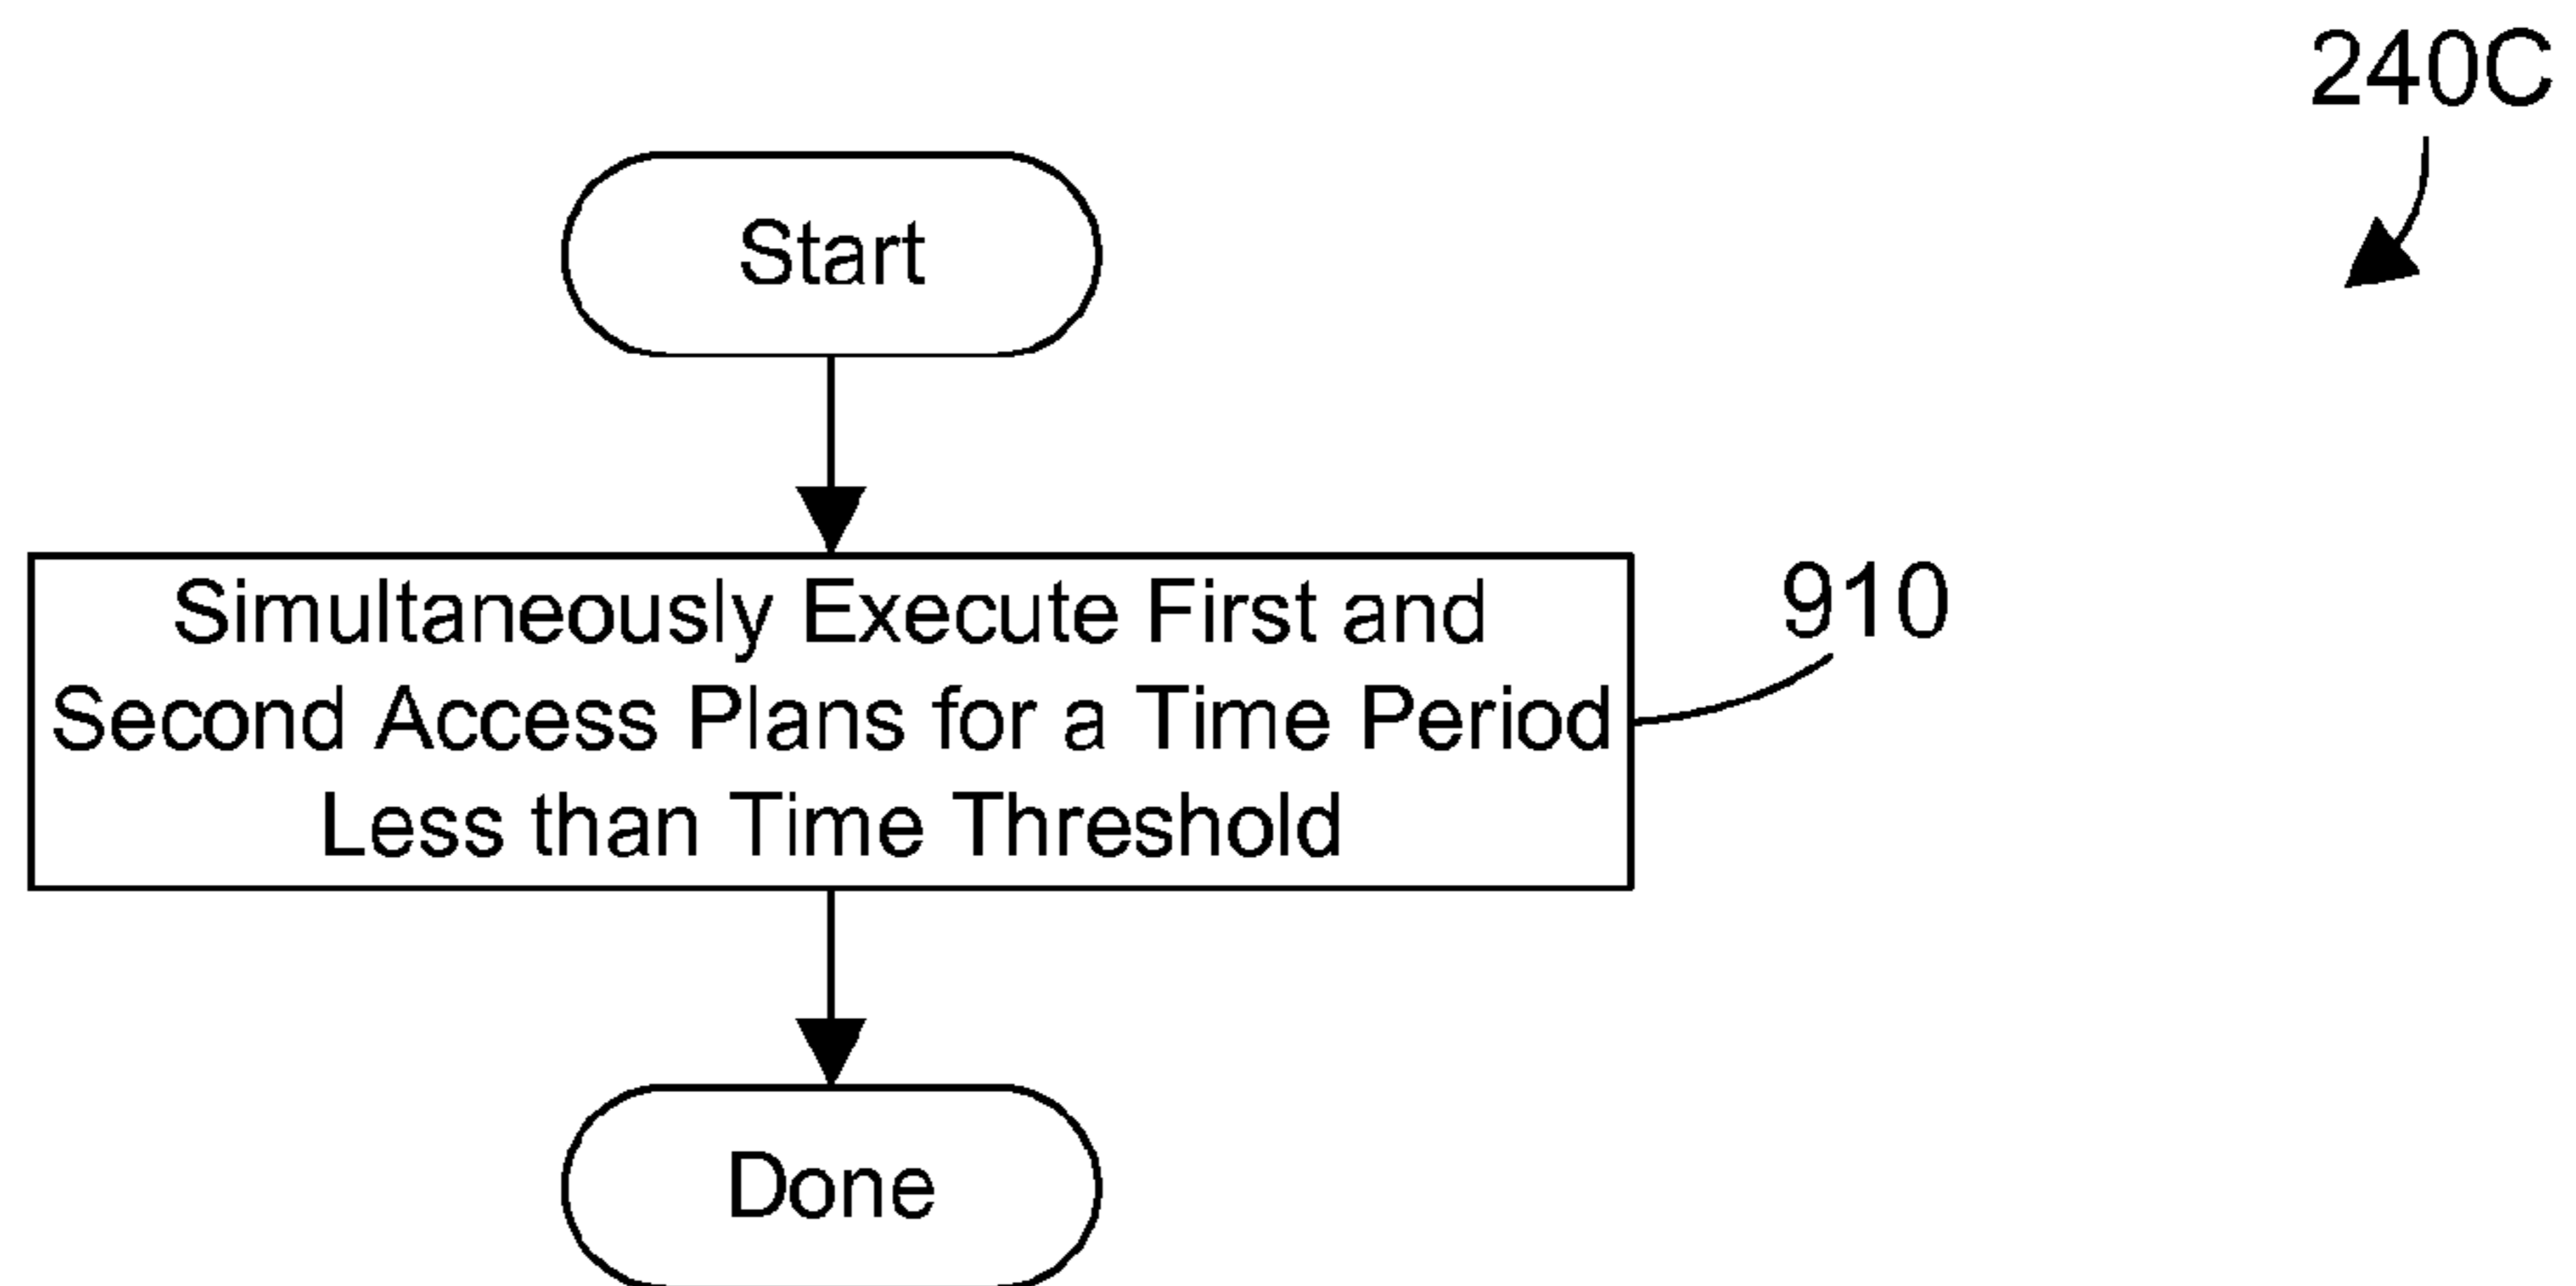 240C
Start
Simultaneously Execute First and
Second Access Plans for a Time Period
Less than Time Threshold
910
Done